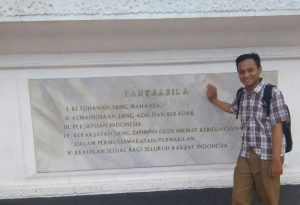 PANTJASILA
I. KETUHANAN JANG MAHA ESA.
II. KEMANUSIAAN JANG ADIL DAN BERADAB.
III. PERSATUAN INDONESIA.
IV. KERAKJATAN JANG DIPIMPIN OLEH HIKMAT KEBIDJAKSANAAN
DALAM PERMUSJAWARATAN/PERWAKILAN.
V. KEADILAN SOSIAL BAGI SELURUH RAKJAT INDONESIA.